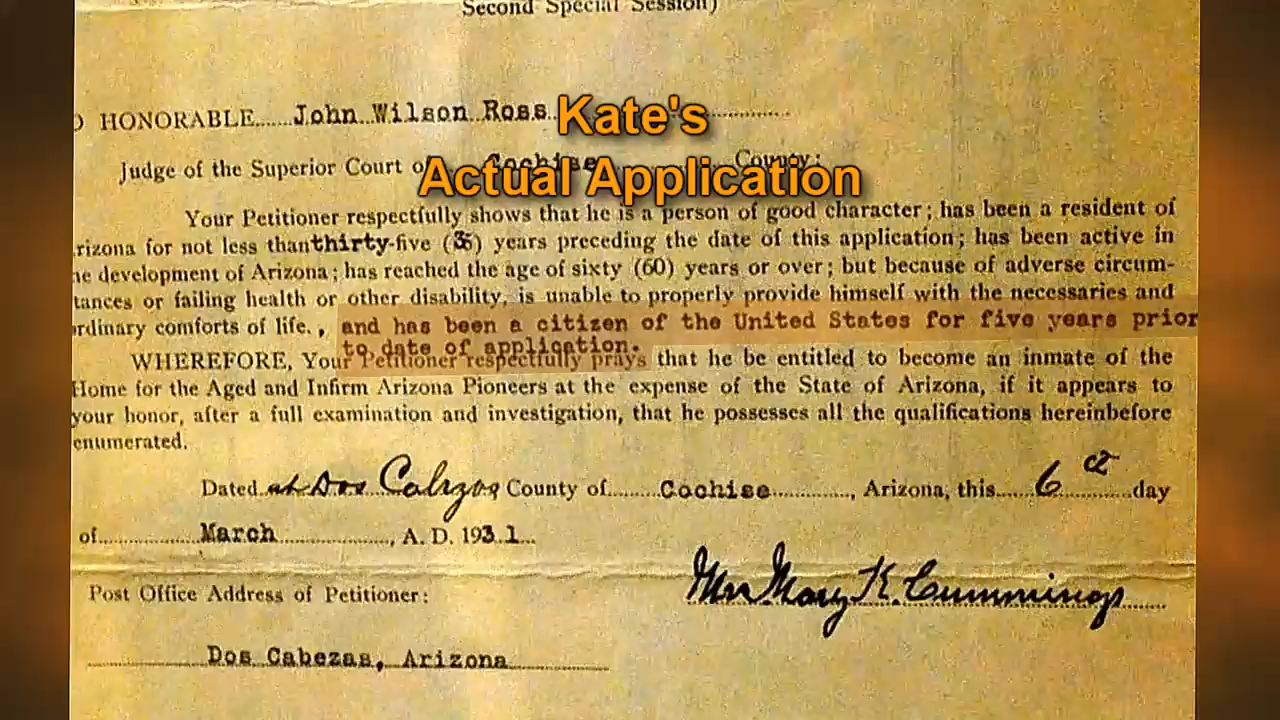 Second Special Session)
O HONORABLE......John Wilson Ross
Kate's
Judge of the Superior Court of Cochise County:
Actual Application
Your Petitioner respectfully shows that he is a person of good character; has been a resident of
rizona for not less than thirty-five (35) years preceding the date of this application; has been active in
he development of Arizona; has reached the age of sixty (60) years or over; but because of adverse circum-
tances or failing health or other disability, is unable to properly provide himself with the necessaries and
rdinary comforts of life. , and has been a citizen of the United States for five years prior
to date of application.
WHEREFORE, Your Petitioner respectfully prays that he be entitled to become an inmate of the
Home for the Aged and Infirm Arizona Pioneers at the expense of the State of Arizona, if it appears to
your honor, after a full examination and investigation, that he possesses all the qualifications hereinbefore
enumerated.
Dated at Dos Cabezas County of Cochise, Arizona, this 6 day
of March, A. D. 1931
Post Office Address of Petitioner:
Mrs Mary K. Cummings
Dos Cabezas, Arizona